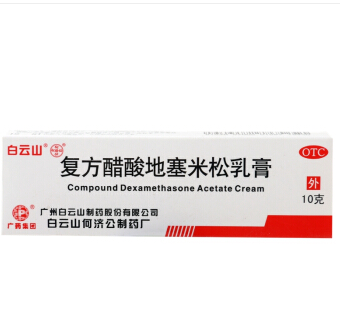 白云山®
复方醋酸地塞米松乳膏
Compound Dexamethasone Acetate Cream
OTC
外
10克
广药集团
广州白云山制药股份有限公司
白云山何济公制药厂